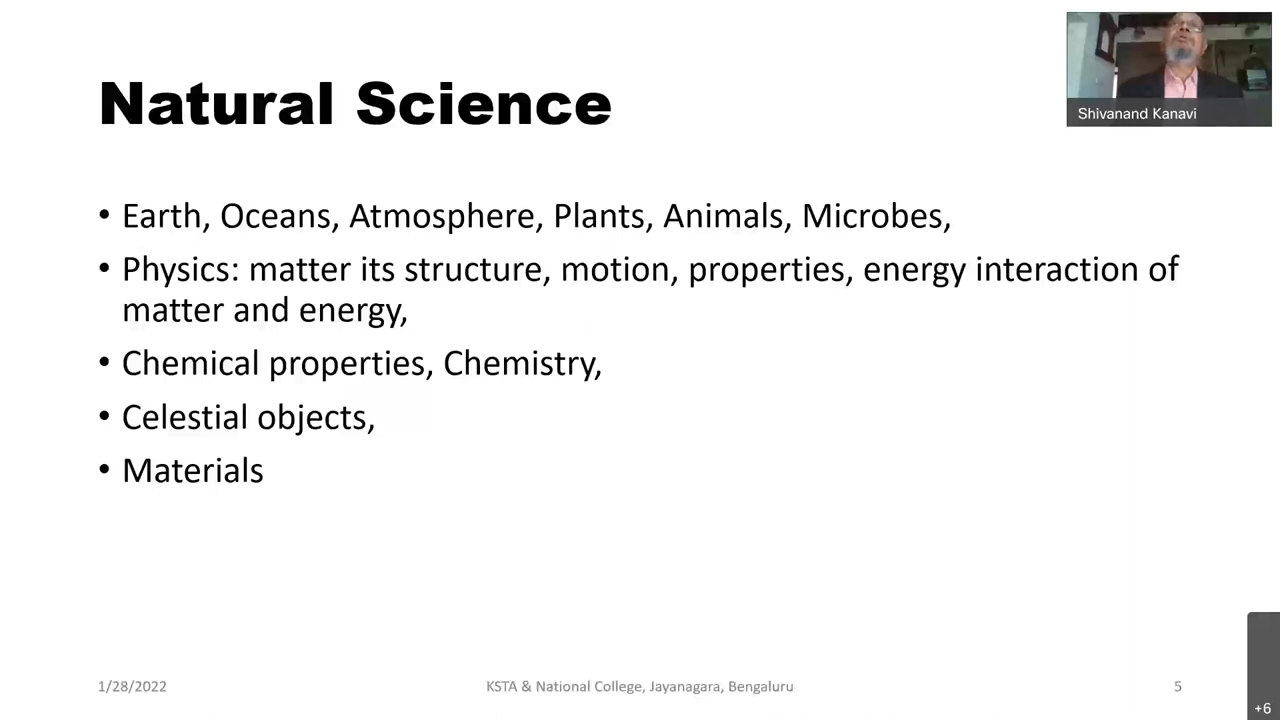 Natural Science
Shivanand Kanavi
• Earth, Oceans, Atmosphere, Plants, Animals, Microbes,
• Physics: matter its structure, motion, properties, energy interaction of
matter and energy,
• Chemical properties, Chemistry,
• Celestial objects,
• Materials
1/28/2022
KSTA & National College, Jayanagara, Bengaluru
5
+6